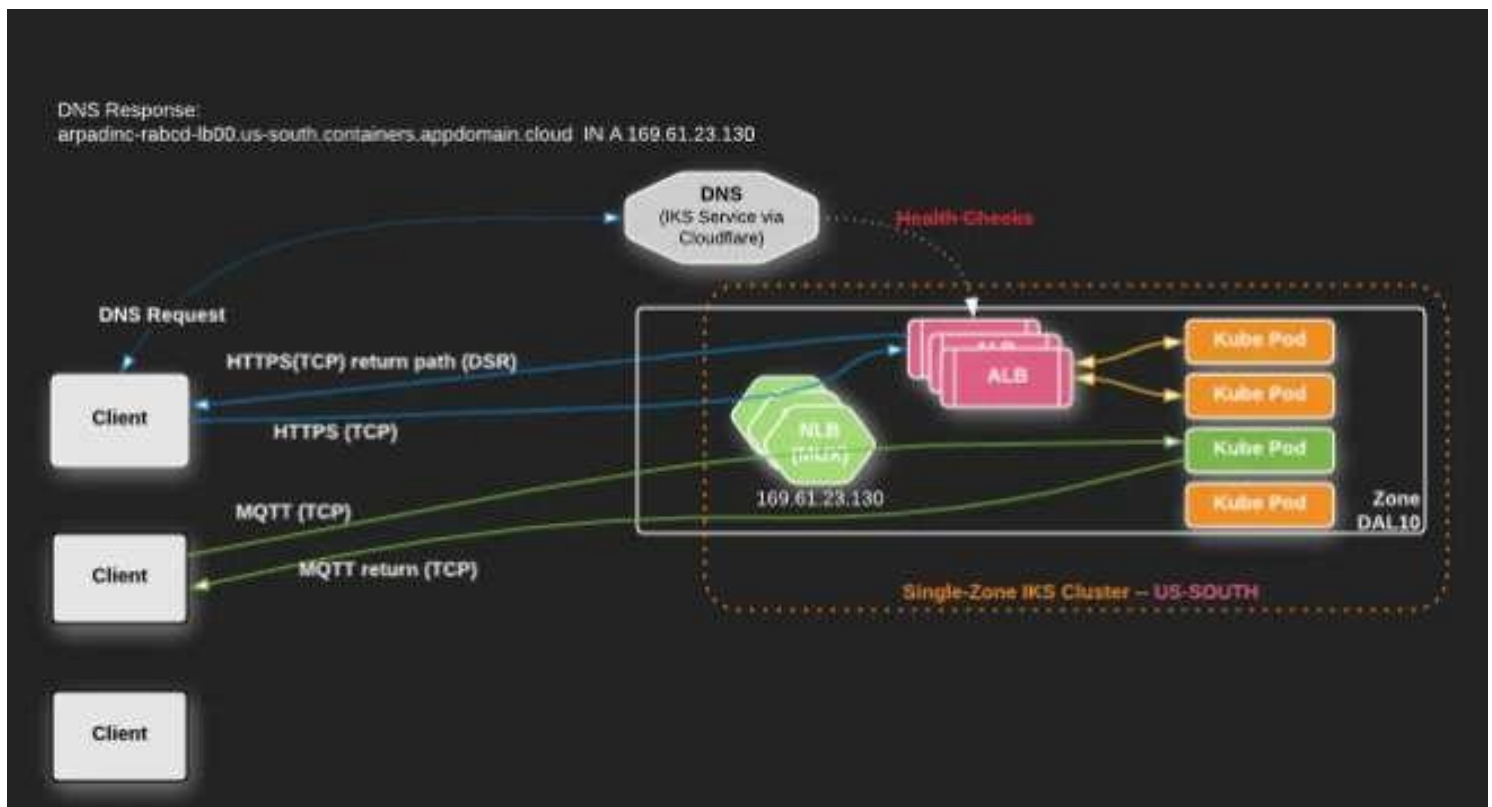 DNS Response:
arpadinc-rabcd-lb00.us-south.containers.appdomain.cloud IN A 169.61.23.130
DNS
(IKS Service via
Cloudflare)
Health Checks
DNS Request
HTTPS(TCP) return path (DSR)
Client
HTTPS (TCP)
ALB
ALB
Kube Pod
Kube Pod
Kube Pod
Kube Pod
NLB
(MUX)
169.61.23.130
Zone
DAL10
MQTT (TCP)
Client
MQTT return (TCP)
Single-Zone IKS Cluster – US-SOUTH
Client